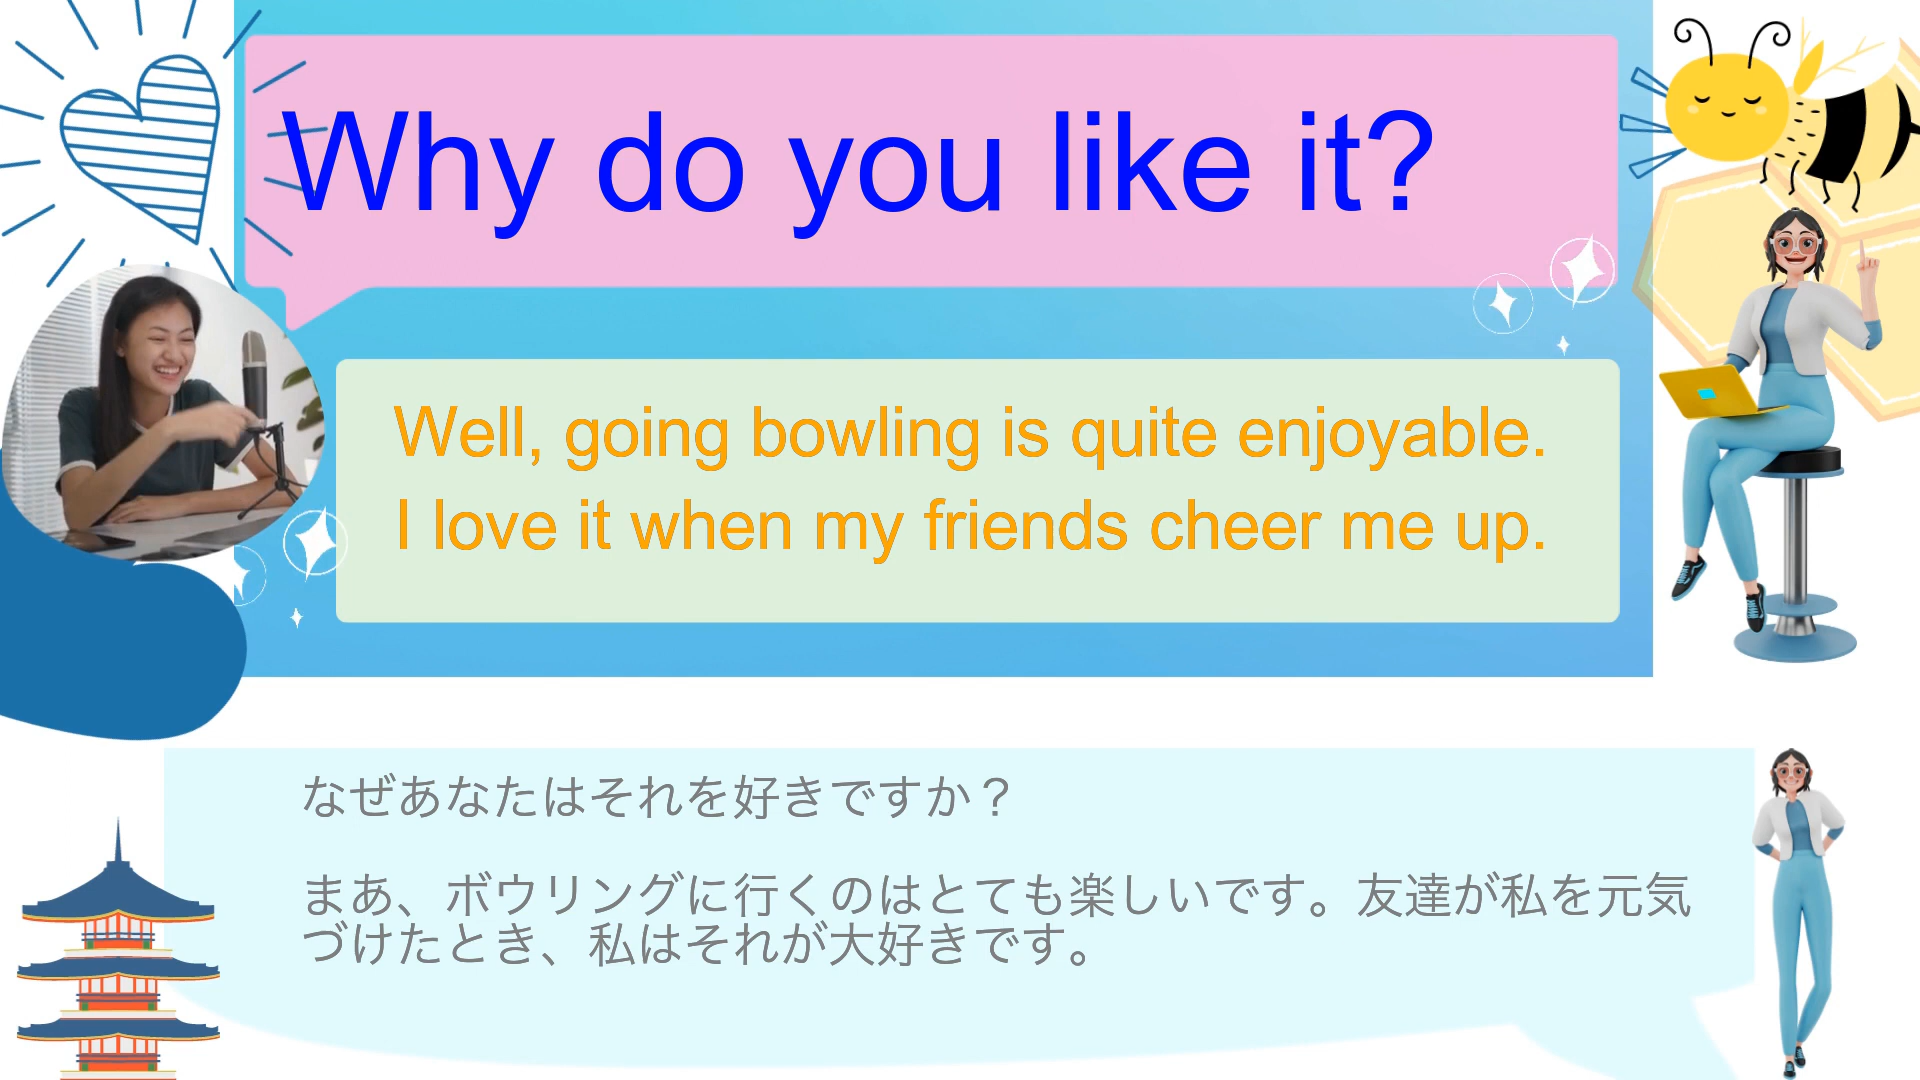 Why do you like it?
Well, going bowling is quite enjoyable.
I love it when my friends cheer me up.
なぜあなたはそれを好きですか？
まあ、ボウリングに行くのはとても楽しいです。友達が私を元気
づけたとき、私はそれが大好きです。